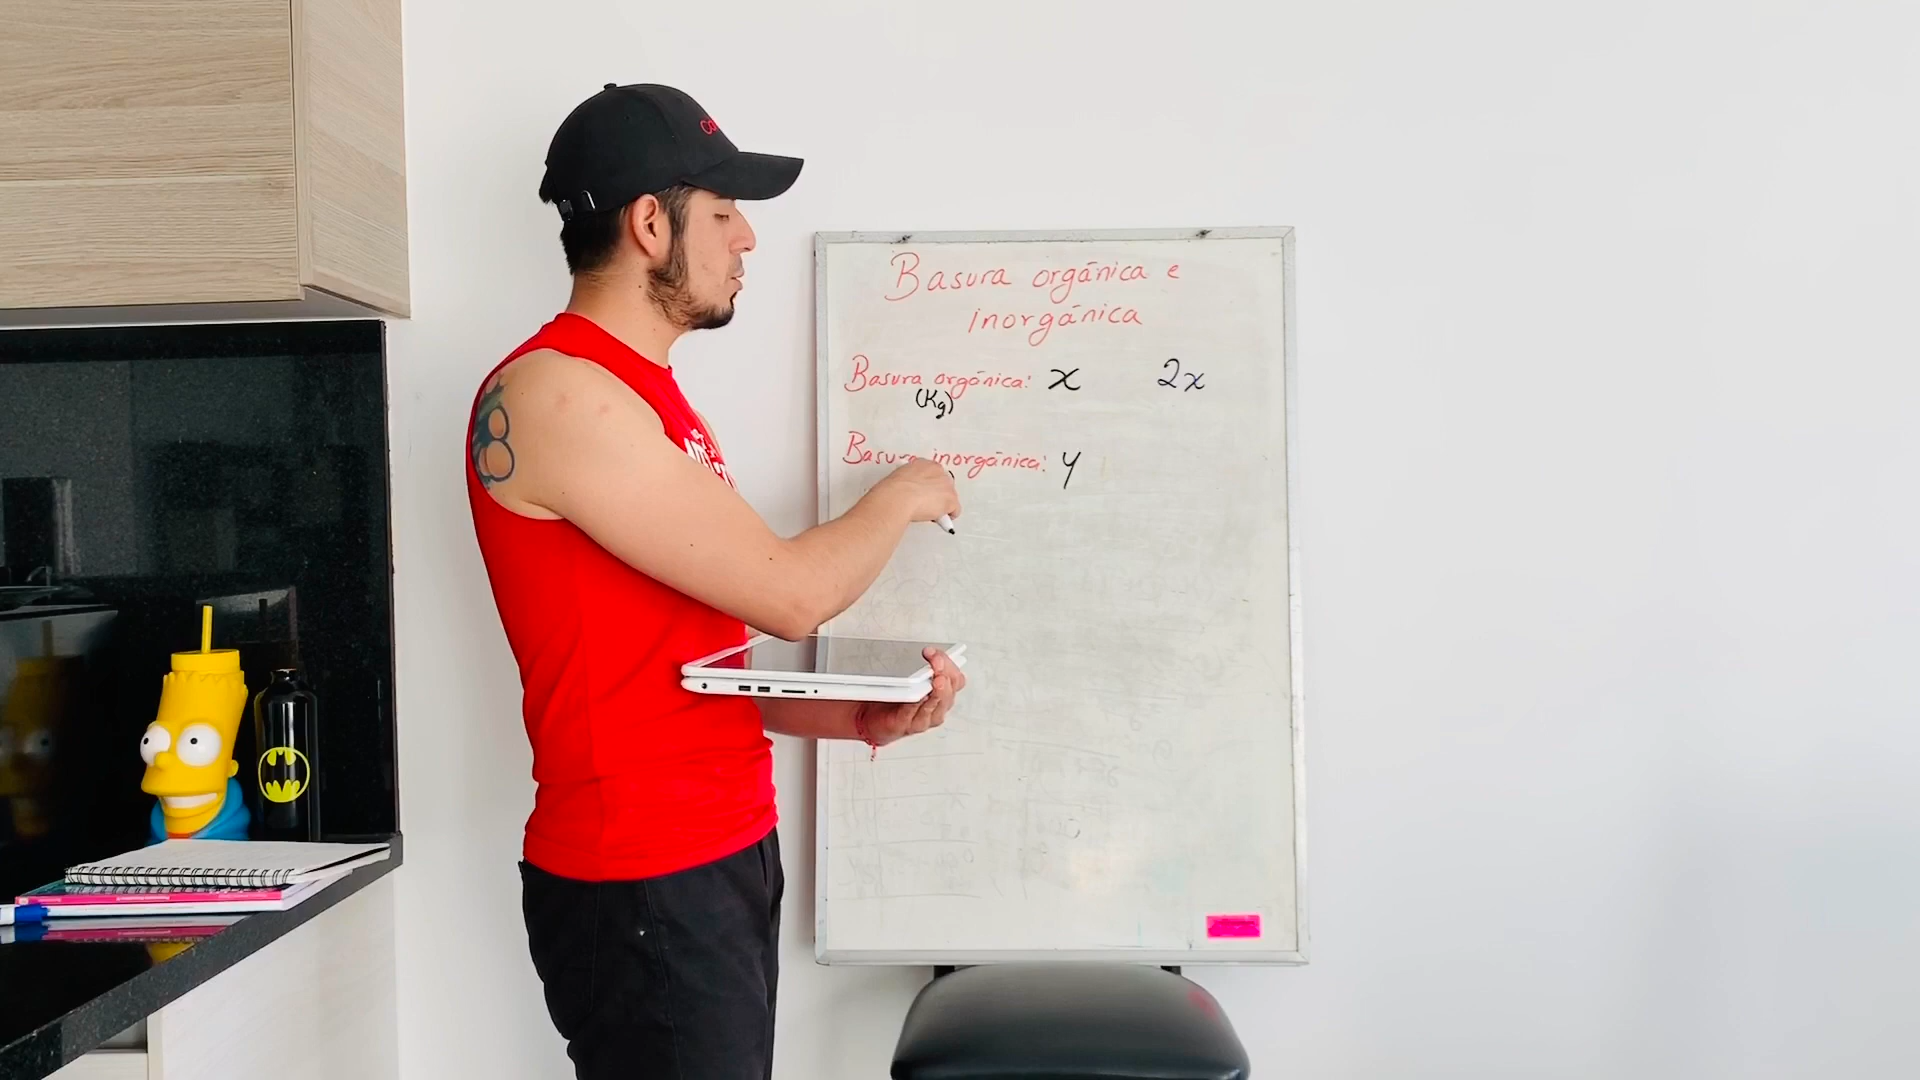 Basura orgánica e
inorgánica
Basura orgánica: x 2x
(Kg)
Basura inorgánica: y